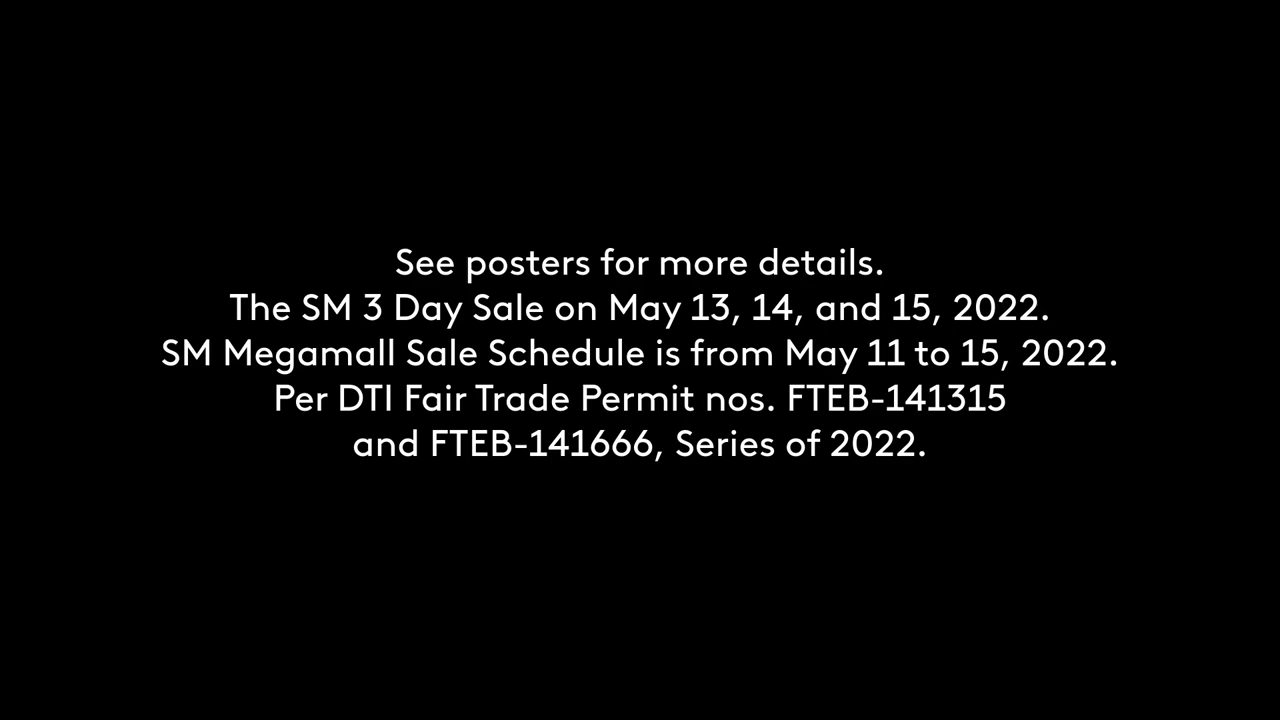 See posters for more details.
The SM 3 Day Sale on May 13, 14, and 15, 2022.
SM Megamall Sale Schedule is from May 11 to 15, 2022.
Per DTI Fair Trade Permit nos. FTEB-141315
and FTEB-141666, Series of 2022.